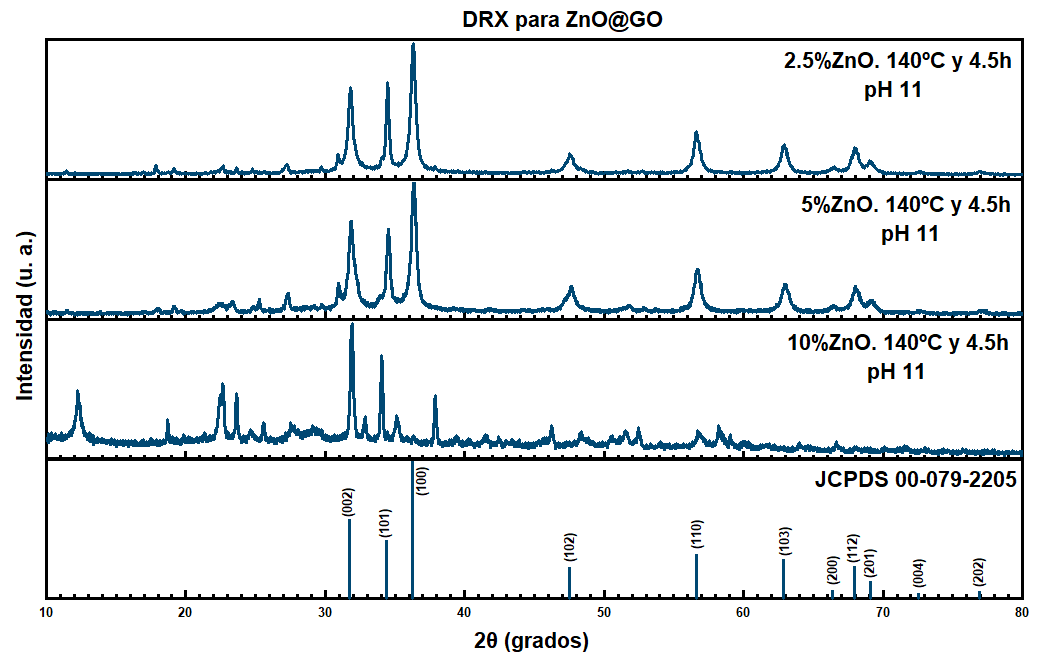 DRX para ZnO@GO
2.5%ZnO. 140ºC y 4.5h
pH 11
5%ZnO. 140ºC y 4.5h
pH 11
10%ZnO. 140ºC y 4.5h
pH 11
JCPDS 00-079-2205
(002)
(101)
(100)
(102)
(110)
(103)
(200)
(112)
(201)
(004)
(202)
Intensidad (u. a.)
10 20 30 40 50 60 70 80
2θ (grados)